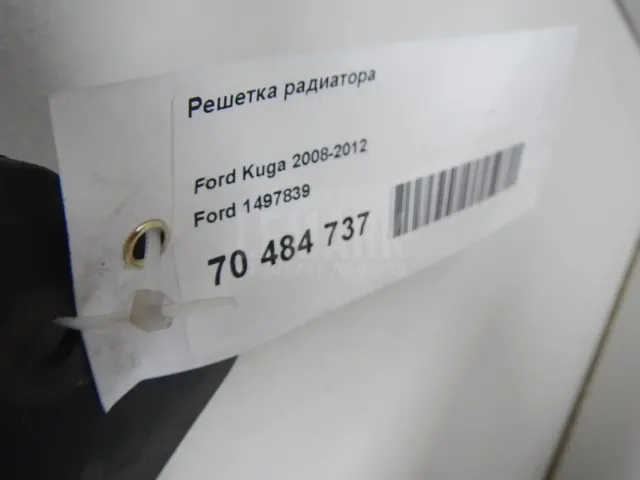 Решетка радиатора
Ford Kuga 2008-2012
Ford 1497839
70 484 737